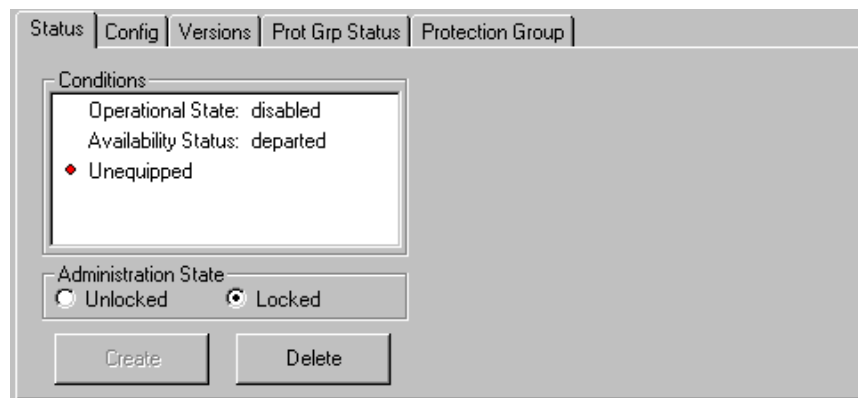 Status Config Versions Prot Grp Status Protection Group
Conditions
Operational State: disabled
Availability Status: departed
Unequipped
Administration State
Unlocked Locked
Create Delete